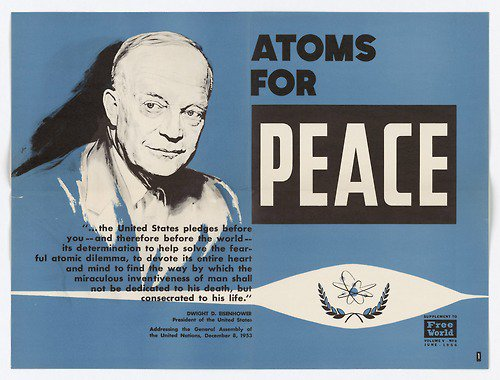 ATOMS
FOR
PEACE
"...the United States pledges before
you--and therefore before the world--
its determination to help solve the fear-
ful atomic dilemma, to devote its entire heart
and mind to find the way by which the
miraculous inventiveness of man shall
not be dedicated to his death, but
consecrated to his life."
DWIGHT D. EISENHOWER
President of the United States
Addressing the General Assembly of
the United Nations, December 8, 1953
SUPPLEMENT TO
Free
World
1